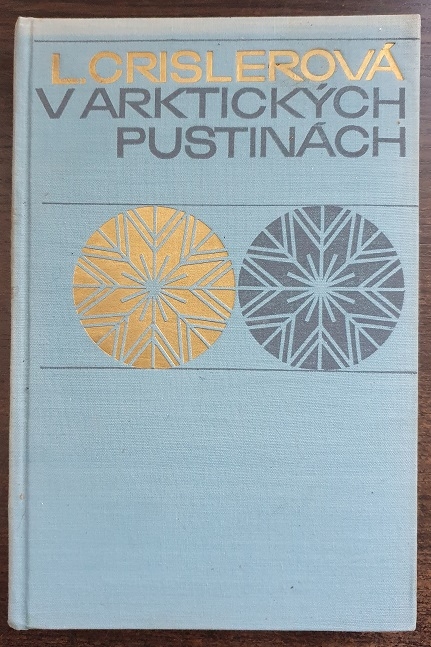 L. CRISLEROVÁ
V ARKTICKÝCH
PUSTINÁCH